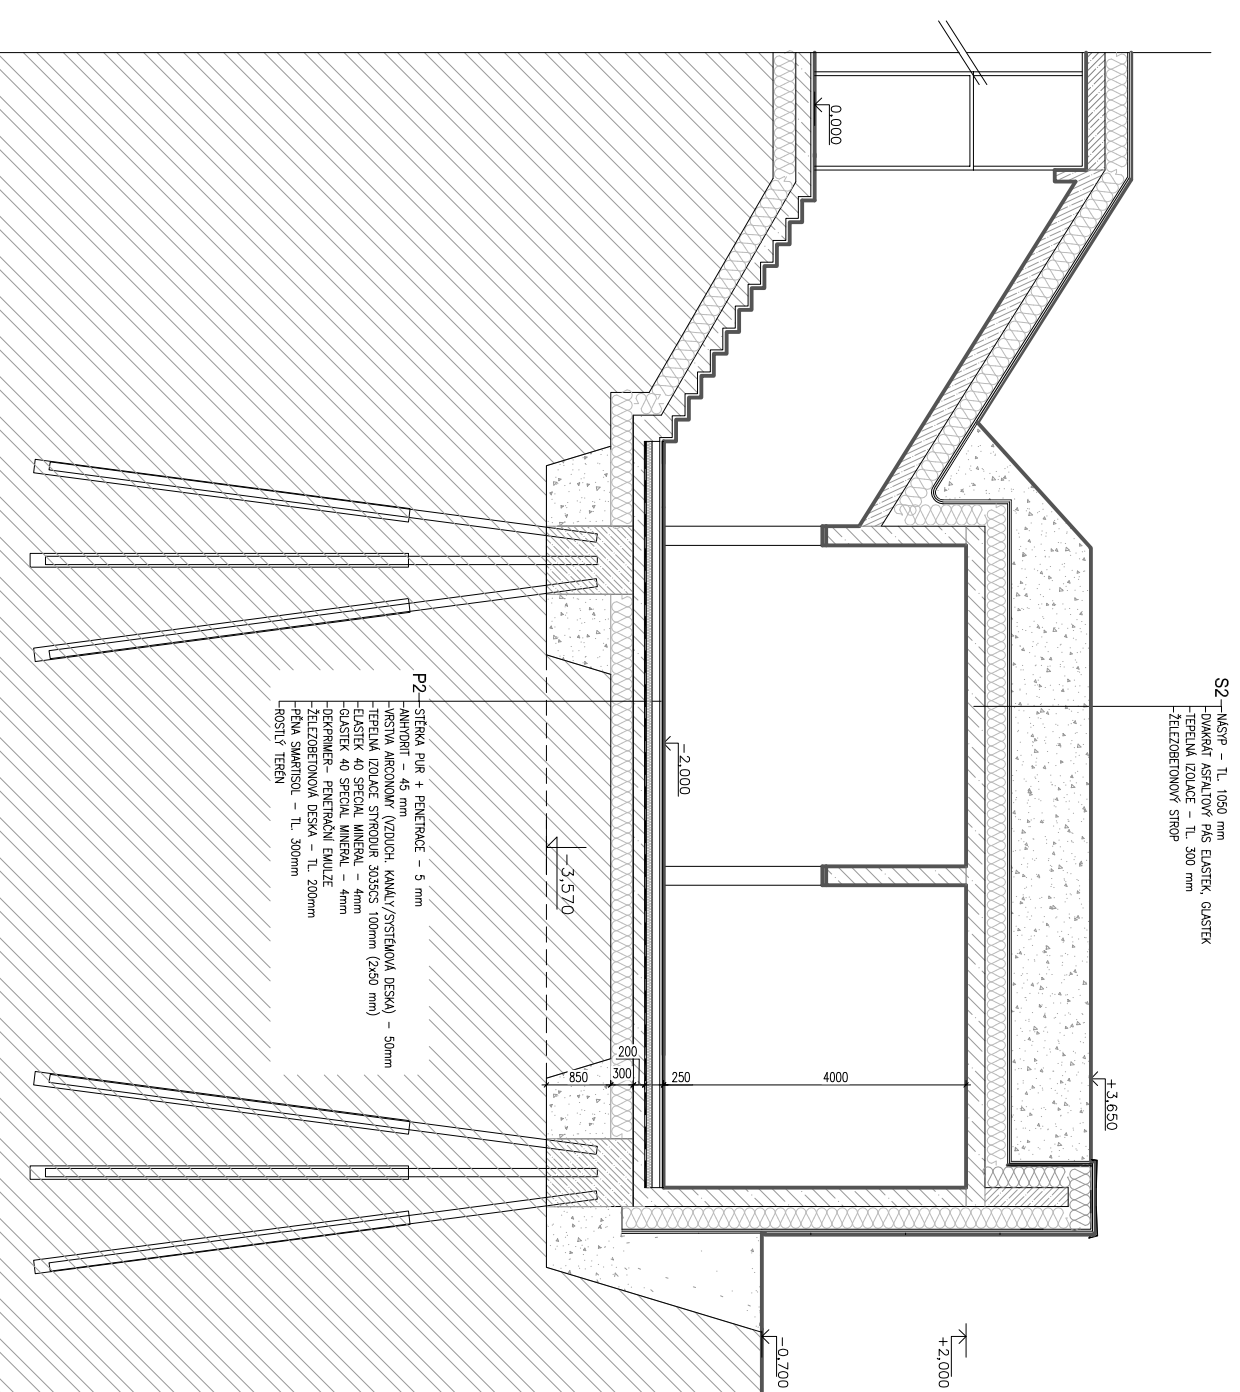 S2 NÁSYP - TL. 1050 mm
DVAKRÁT ASFALTOVÝ PÁS ELASTEK, GLASTEK
TEPELNÁ IZOLACE - TL. 300 mm
ŽELEZOBETONOVÝ STROP
0,000
+3,650
P2 STĚRKA PUR + PENETRACE - 5 mm
ANHYDRIT - 45 mm
VRSTVA AIRCONOMY (VZDUCH. KANÁLY/SYSTÉMOVÁ DESKA) - 50mm
TEPELNÁ IZOLACE STYRODUR 3035CS 100mm (2x50 mm)
ELASTEK 40 SPECIAL MINERAL - 4mm
GLASTEK 40 SPECIAL MINERAL - 4mm
DEKPRIMER- PENETRAČNÍ EMULZE
ŽELEZOBETONOVÁ DESKA - TL. 200mm
PĚNA SMARTISOL - TL. 300mm
ROSTLÝ TERÉN
-2,000
-3,570
200
850
300
250
4000
+2,000
-0,700